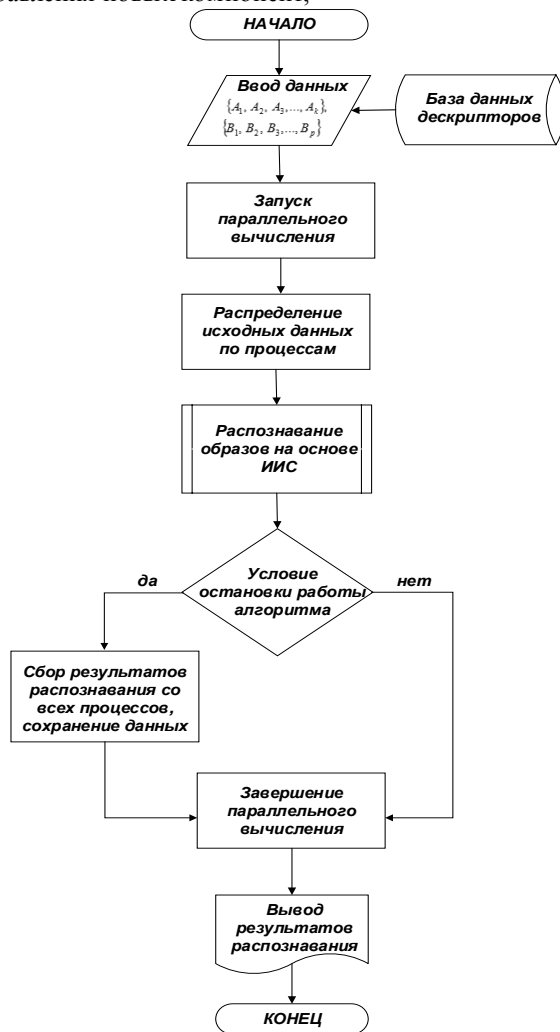 НАЧАЛО
Ввод данных
{A₁, A₂, A₃,..., Aₖ},
{B₁, B₂, B₃,..., Bₚ}
База данных
дескрипторов
Запуск
параллельного
вычисления
Распределение
исходных данных
по процессам
Распознавание
образов на основе
ИИС
Условие
остановки работы
алгоритма
да
нет
Сбор результатов
распознавания со
всех процессов,
сохранение данных
Завершение
параллельного
вычисления
Вывод
результатов
распознавания
КОНЕЦ